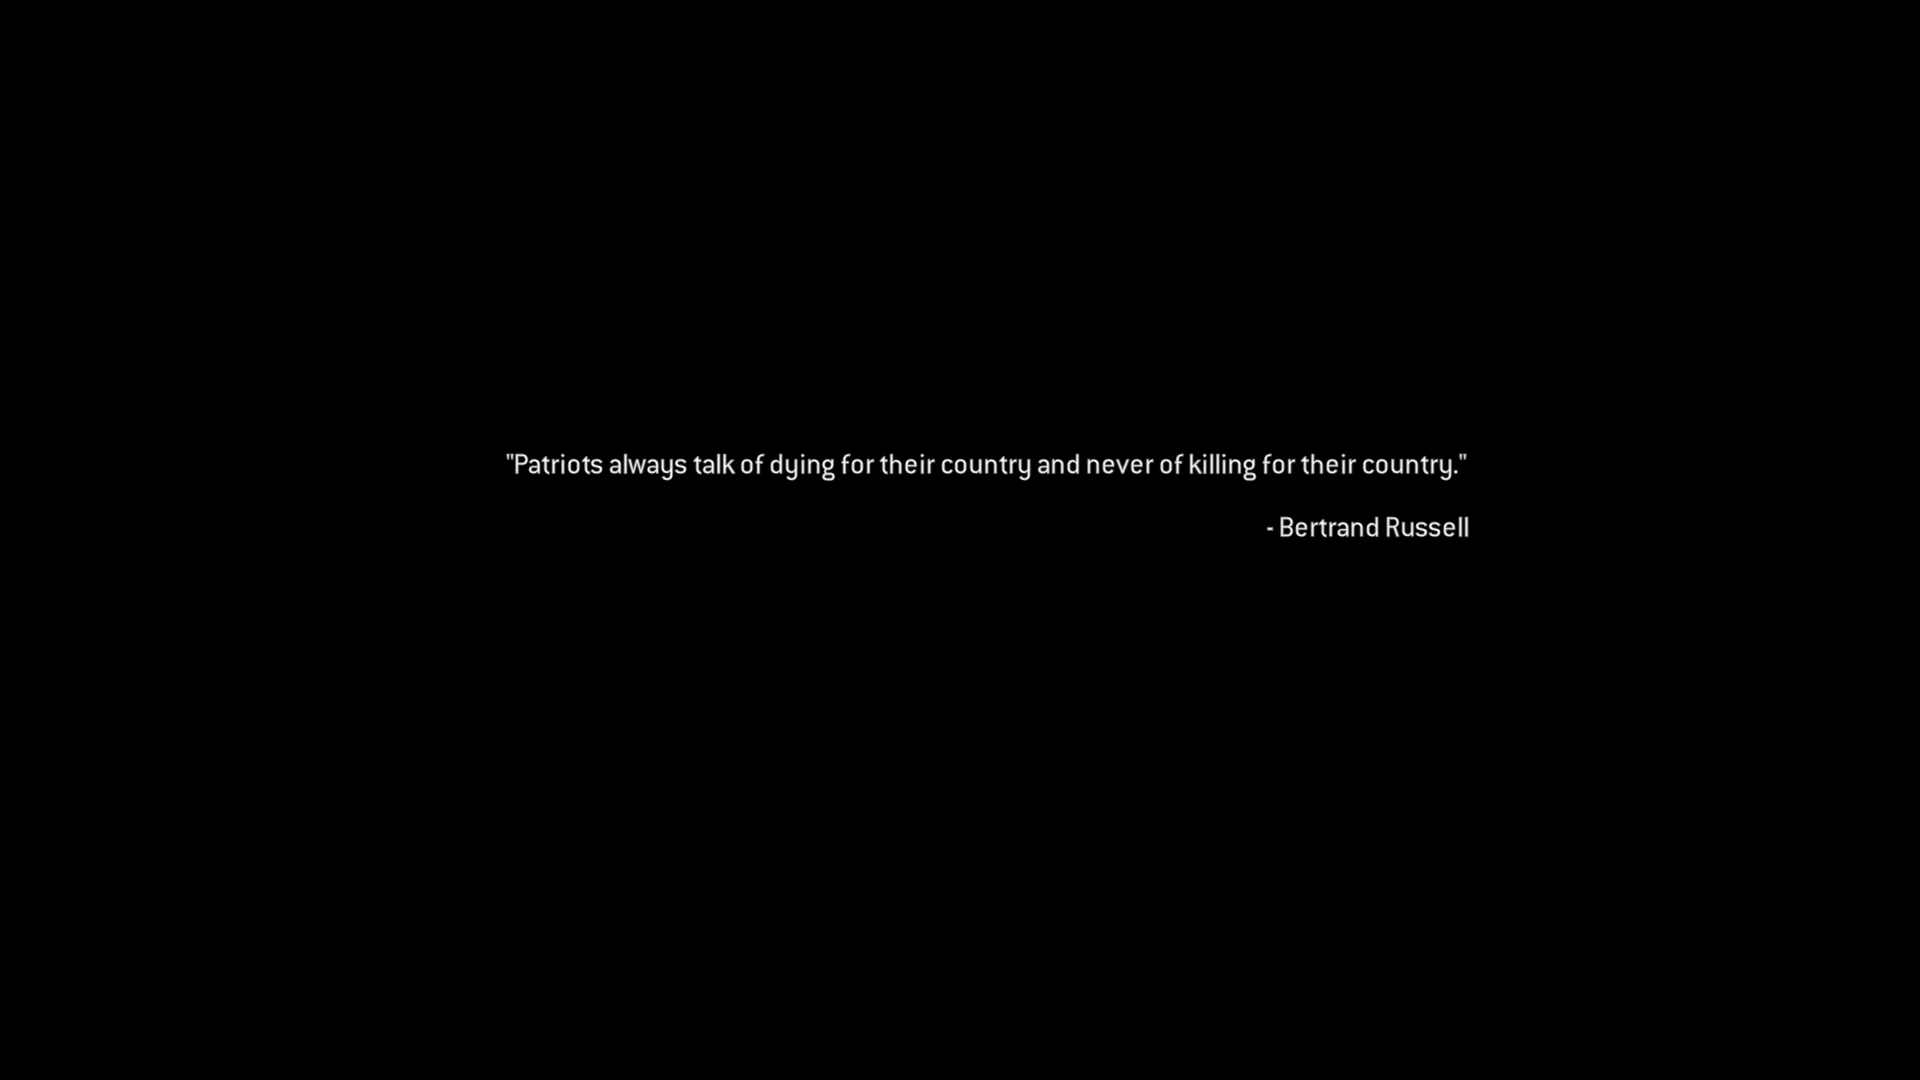 "Patriots always talk of dying for their country and never of killing for their country."
- Bertrand Russell